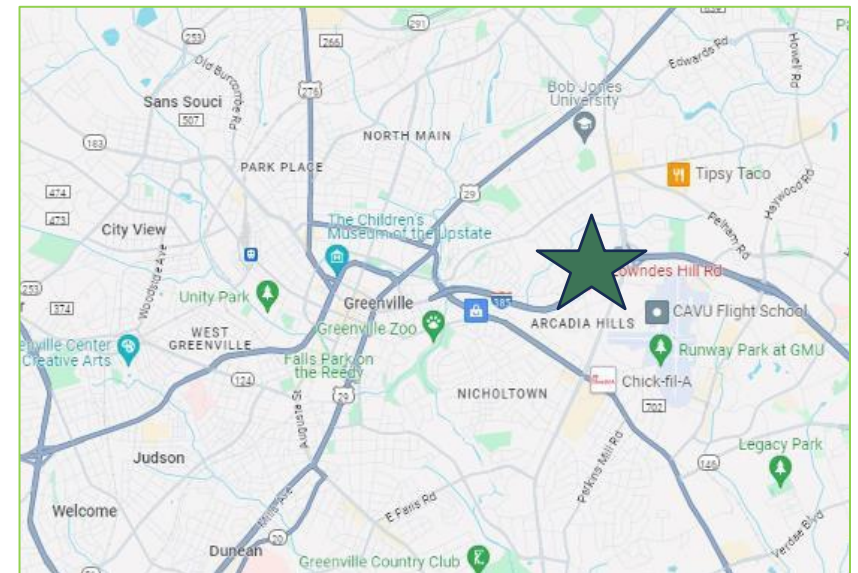 291
253
266
Old Buncombe Rd
Edwards Rd
Howell Rd
276
Bob Jones
University
Sans Souci
507
NORTH MAIN
183
PARK PLACE
Tipsy Taco
Haywood Rd
474
29
473
City View
The Children's
Museum of the Upstate
Pelham Rd
Woodside Ave
Lowndes Hill Rd
253
Unity Park
385
374
Greenville
CAVU Flight School
WEST
GREENVILLE
Greenville Zoo
ARCADIA HILLS
Runway Park at GMU
ville Center
Creative Arts
Falls Park on
the Reedy
124
Chick-fil-A
29
NICHOLTOWN
702
Augusta St
Legacy Park
Judson
146
Perkins Mill Rd
Welcome
Mills Ave
E Faris Rd
Verdae Blvd
20
Dunean
Greenville Country Club